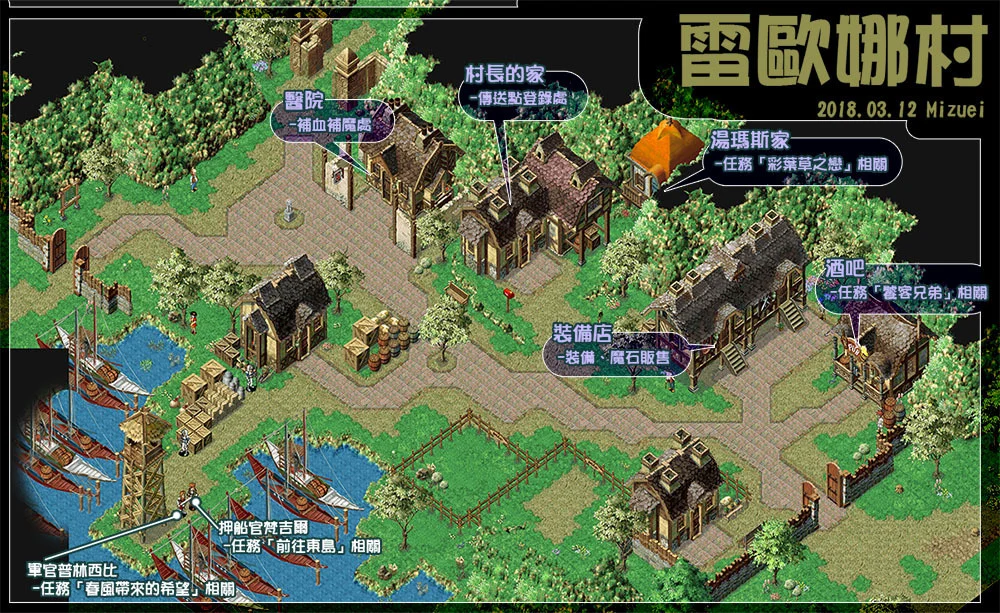 雷歐娜村
2018.03.12 Mizuei
村長的家
-傳送點登錄處
醫院
-補血補魔處
湯瑪斯家
-任務「彩葉草之戀」相關
酒吧
-任務「饕客兄弟」相關
裝備店
-裝備、魔石販售
押船官梵吉爾
-任務「前往東島」相關
軍官普林西比
-任務「春風帶來的希望」相關